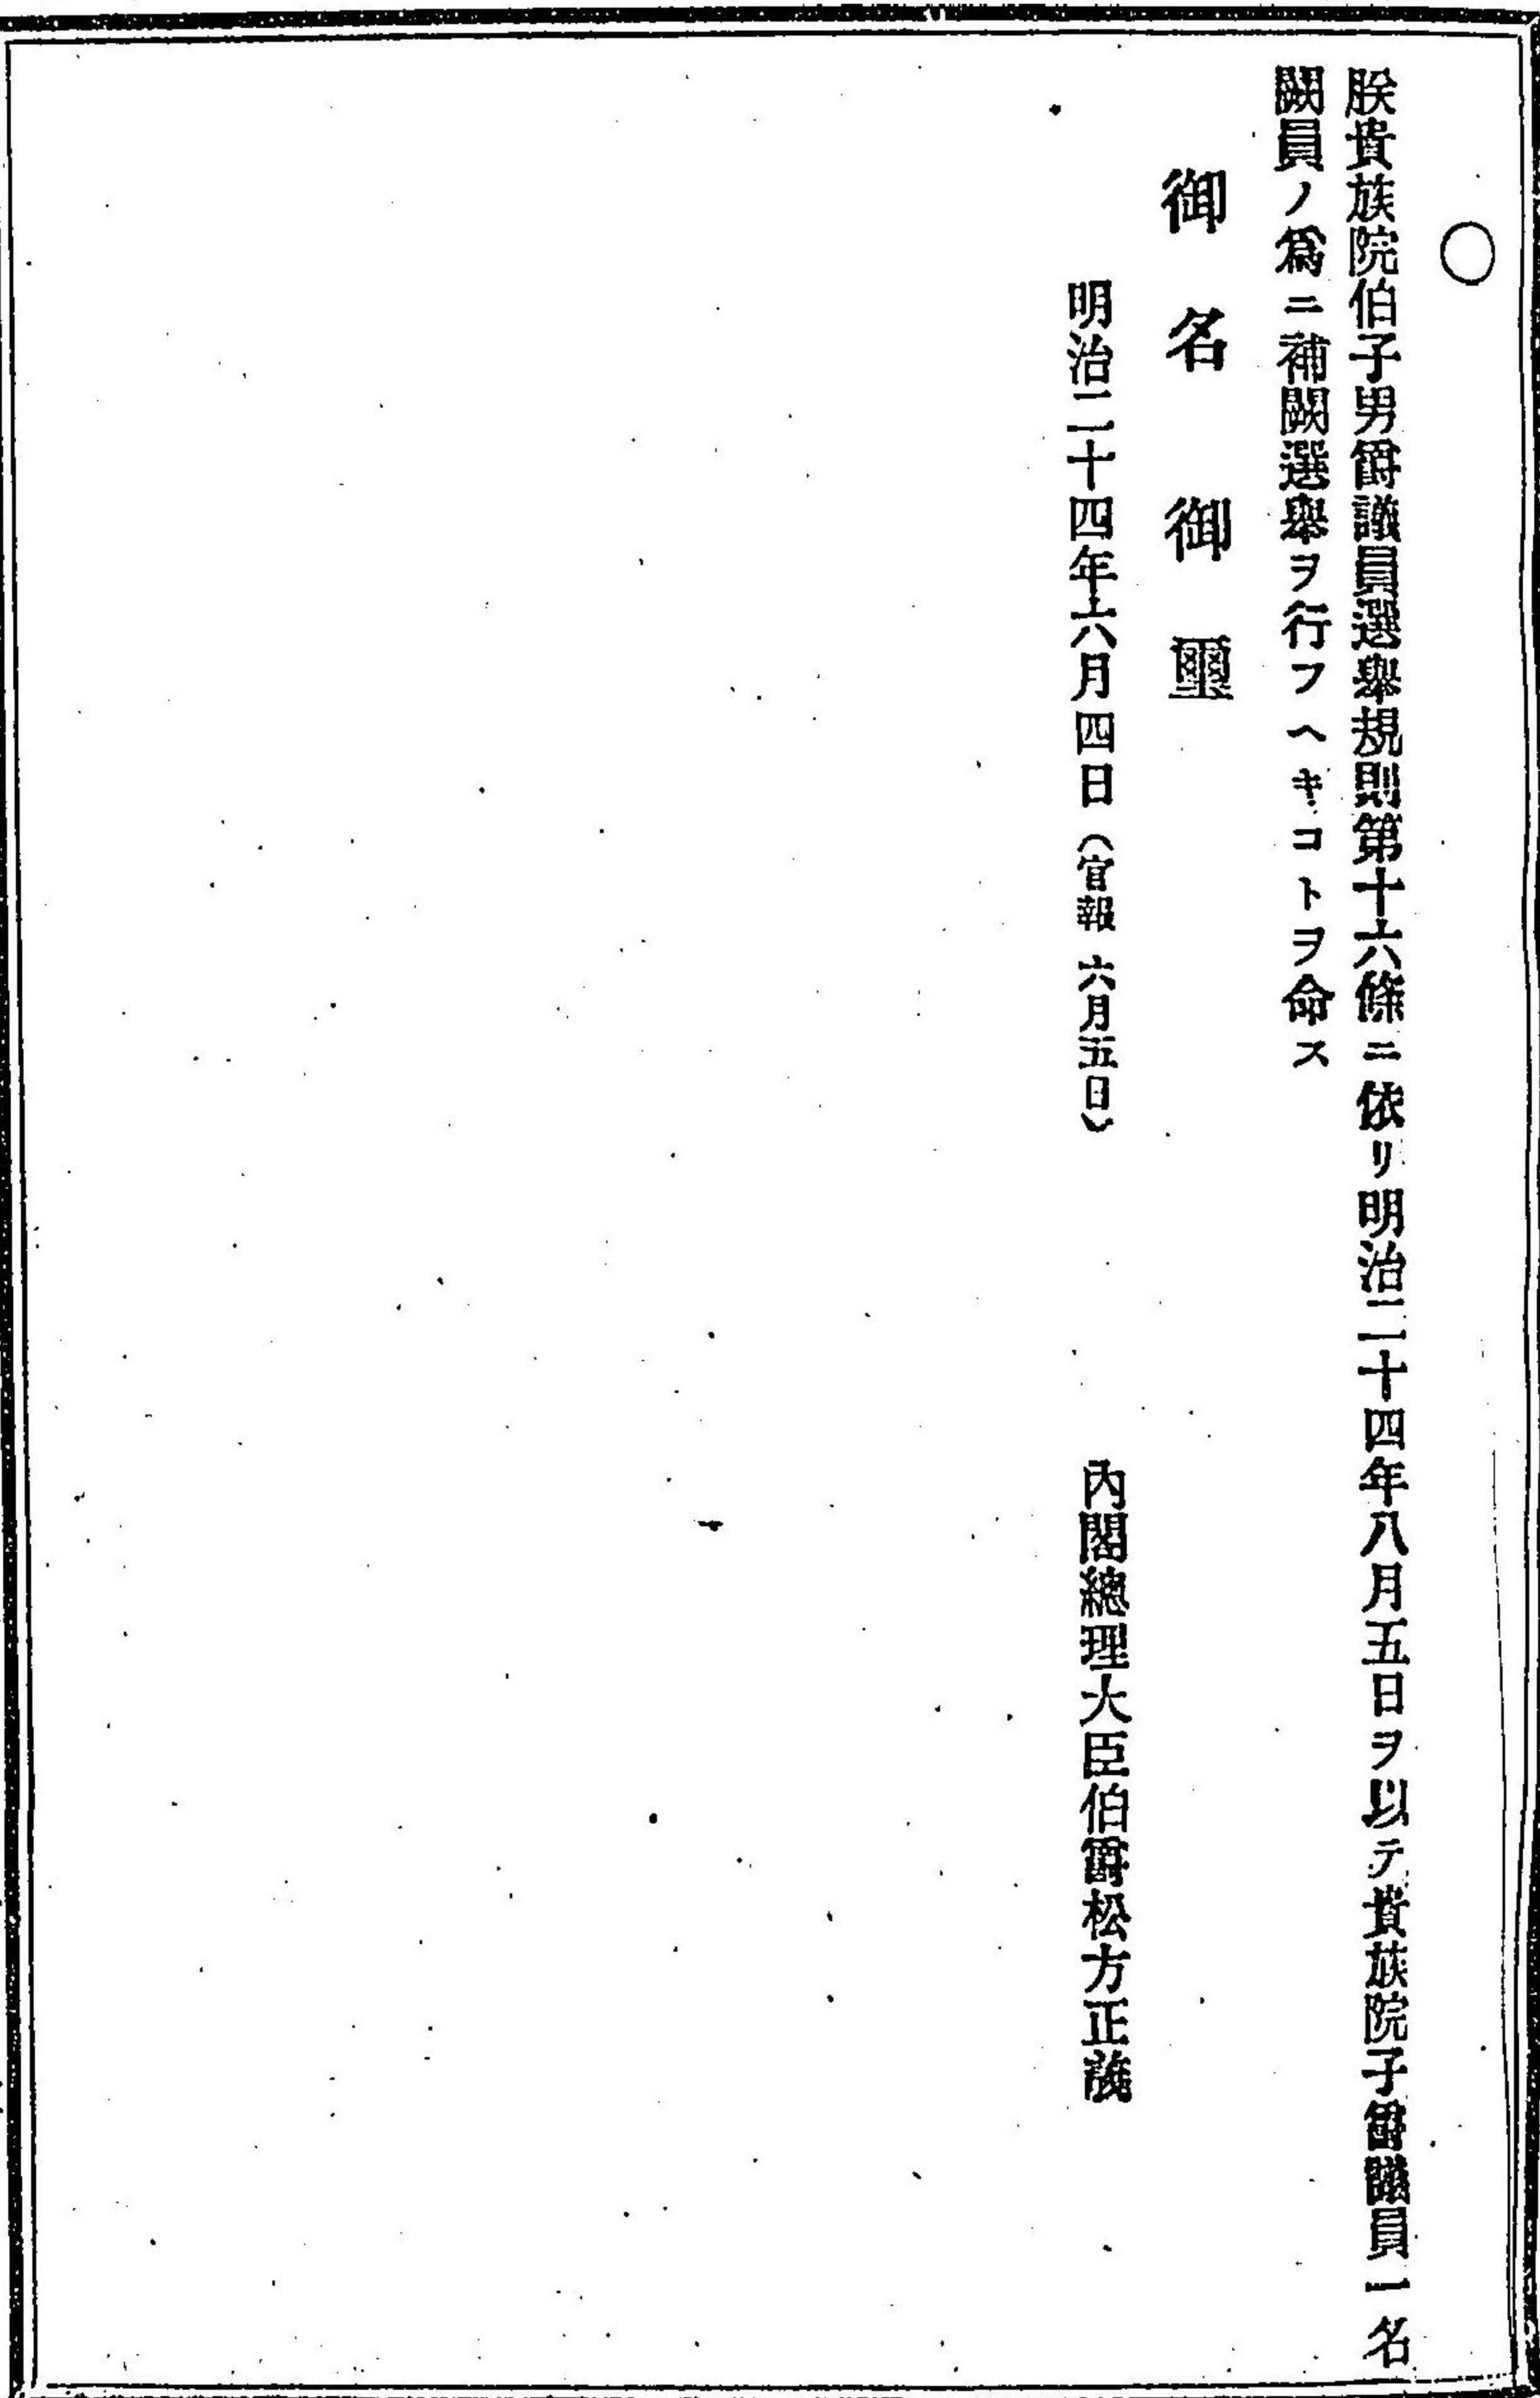 ○
朕貴族院伯子男爵議員選擧規則第十六條ニ依リ明治二十四年八月五日ヲ以テ貴族院子爵議員一名
闕員ノ爲ニ補闕選擧ヲ行フヘキコトヲ命ス
御名御璽
明治二十四年六月四日（官報 六月五日）
內閣總理大臣伯爵松方正義